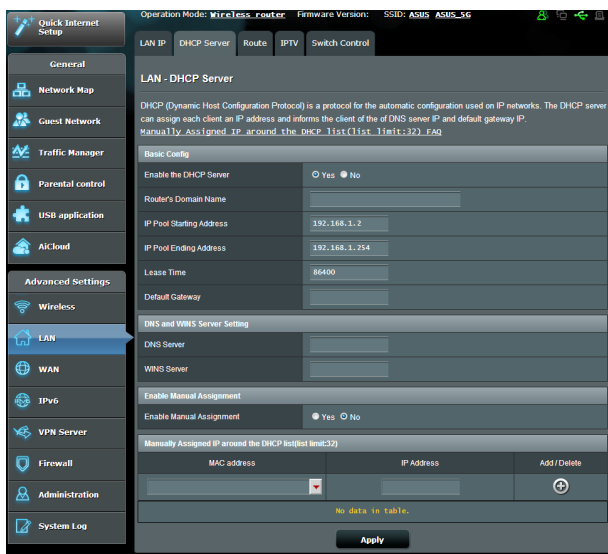 Quick Internet Setup
Operation Mode: Wireless router Firmware Version: SSID: ASUS ASUS_5G
LAN IP DHCP Server Route IPTV Switch Control
General
Network Map
Guest Network
Traffic Manager
Parental control
USB application
AiCloud
Advanced Settings
Wireless
LAN
WAN
IPv6
VPN Server
Firewall
Administration
System Log
LAN - DHCP Server
DHCP (Dynamic Host Configuration Protocol) is a protocol for the automatic configuration used on IP networks. The DHCP server
can assign each client an IP address and informs the client of the of DNS server IP and default gateway IP.
Manually Assigned IP around the DHCP list(list limit:32) FAQ
Basic Config
Enable the DHCP Server Yes No
Router's Domain Name
IP Pool Starting Address 192.168.1.2
IP Pool Ending Address 192.168.1.254
Lease Time 86400
Default Gateway
DNS and WINS Server Setting
DNS Server
WINS Server
Enable Manual Assignment
Enable Manual Assignment Yes No
Manually Assigned IP around the DHCP list(list limit:32)
MAC address IP Address Add / Delete
No data in table.
Apply